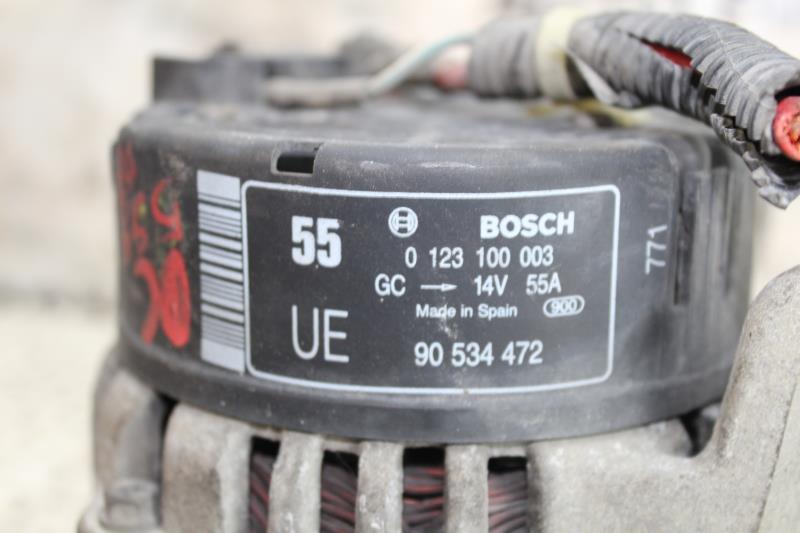 55 BOSCH
0 123 100 003
GC → 14V 55A
Made in Spain 900
UE 90 534 472
771